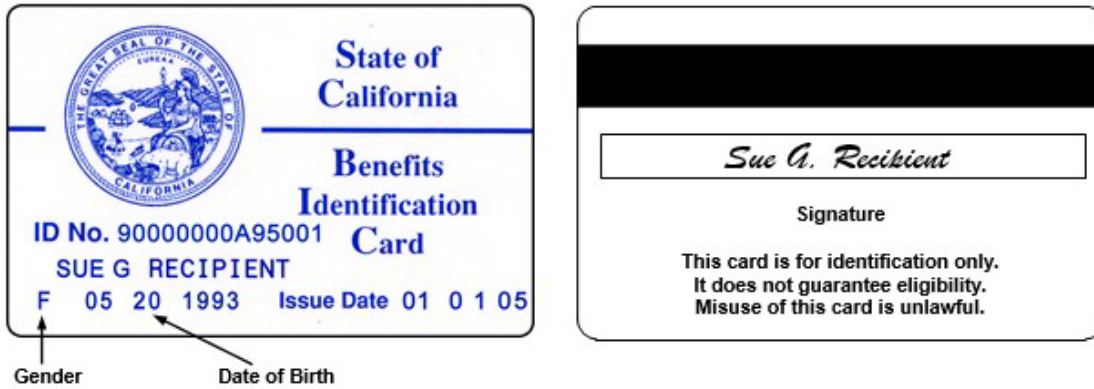 THE GREAT SEAL OF THE STATE OF CALIFORNIA
EUREKA
State of
California
Benefits
Identification
Card
ID No. 90000000A95001
SUE G RECIPIENT
F 05 20 1993 Issue Date 01 0 1 05
Gender
Date of Birth
Sue G. Recipient
Signature
This card is for identification only.
It does not guarantee eligibility.
Misuse of this card is unlawful.